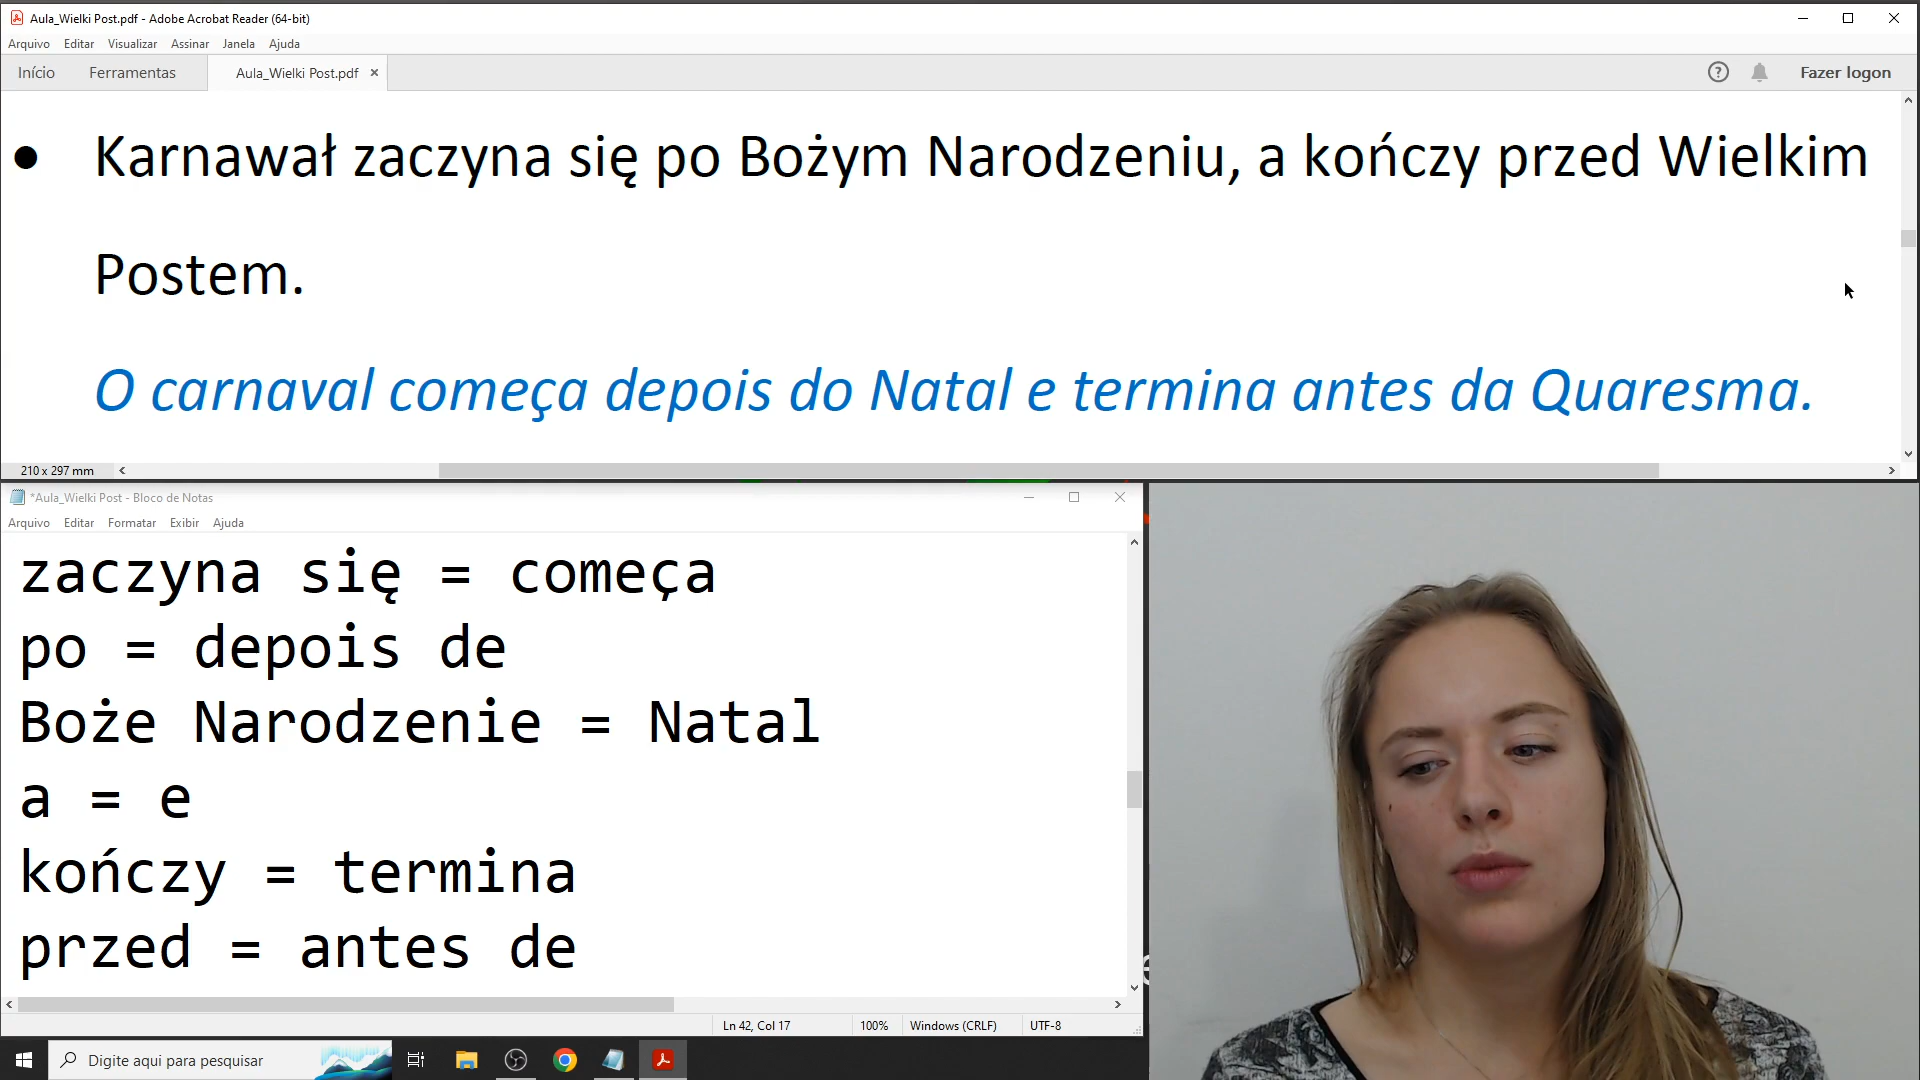 Aula_Wielki Post.pdf - Adobe Acrobat Reader (64-bit)
Arquivo Editar Visualizar Assinar Janela Ajuda
Início Ferramentas Aula_Wielki Post.pdf × ? Fazer logon
● Karnawał zaczyna się po Bożym Narodzeniu, a kończy przed Wielkim
Postem.
O carnaval começa depois do Natal e termina antes da Quaresma.
210 x 297 mm
*Aula_Wielki Post - Bloco de Notas
Arquivo Editar Formatar Exibir Ajuda
zaczyna się = começa
po = depois de
Boże Narodzenie = Natal
a = e
kończy = termina
przed = antes de
Ln 42, Col 17 100% Windows (CRLF) UTF-8
Digite aqui para pesquisar